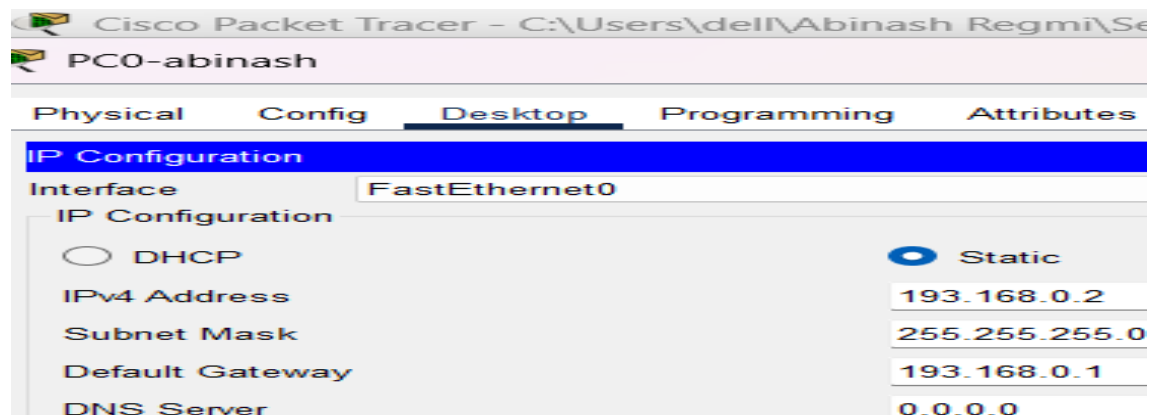 Cisco Packet Tracer - C:\Users\dell\Abinash Regmi\Se
PC0-abinash
Physical Config Desktop Programming Attributes
IP Configuration
Interface FastEthernet0
IP Configuration
DHCP Static
IPv4 Address 193.168.0.2
Subnet Mask 255.255.255.0
Default Gateway 193.168.0.1
DNS Server 0.0.0.0